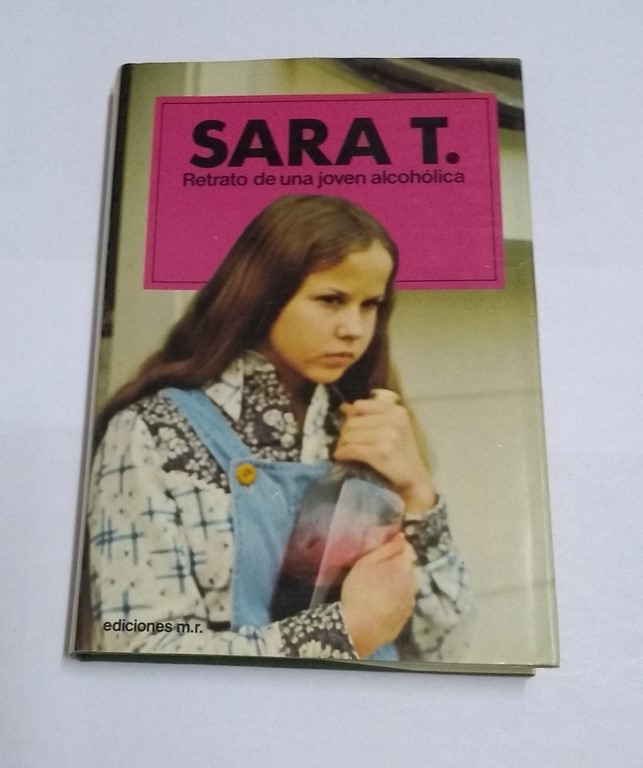 SARA T.
Retrato de una joven alcohólica
ediciones m.r.